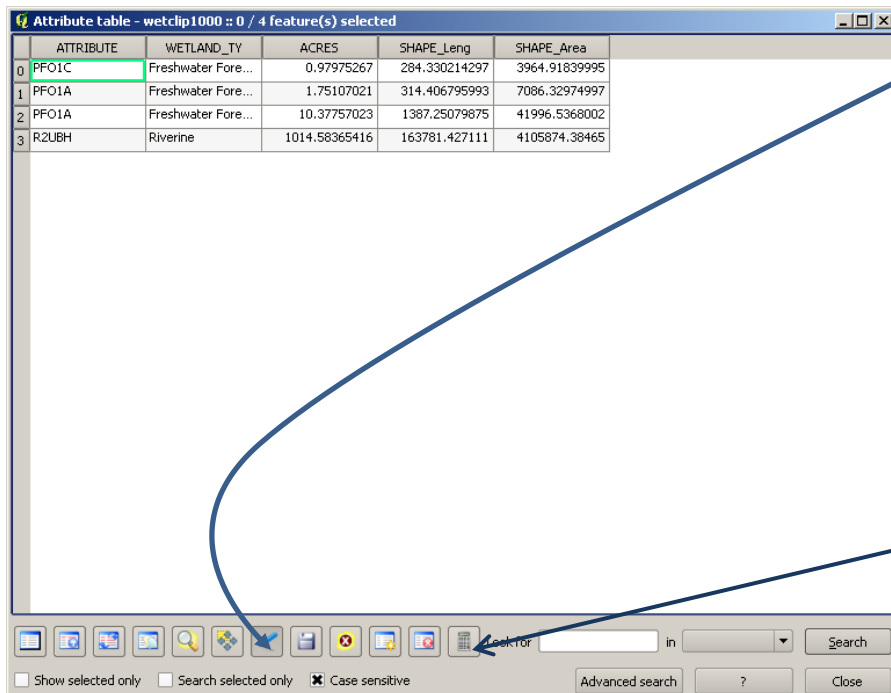 Attribute table - wetclip1000 :: 0 / 4 feature(s) selected
ATTRIBUTE WETLAND_TY ACRES SHAPE_Leng SHAPE_Area
0 PFO1C Freshwater Fore... 0.97975267 284.330214297 3964.91839995
1 PFO1A Freshwater Fore... 1.75107021 314.406795993 7086.32974997
2 PFO1A Freshwater Fore... 10.37757023 1387.25079875 41996.5368002
3 R2UBH Riverine 1014.58365416 163781.427111 4105874.38465
Look for in Search
Show selected only Search selected only Case sensitive Advanced search ? Close